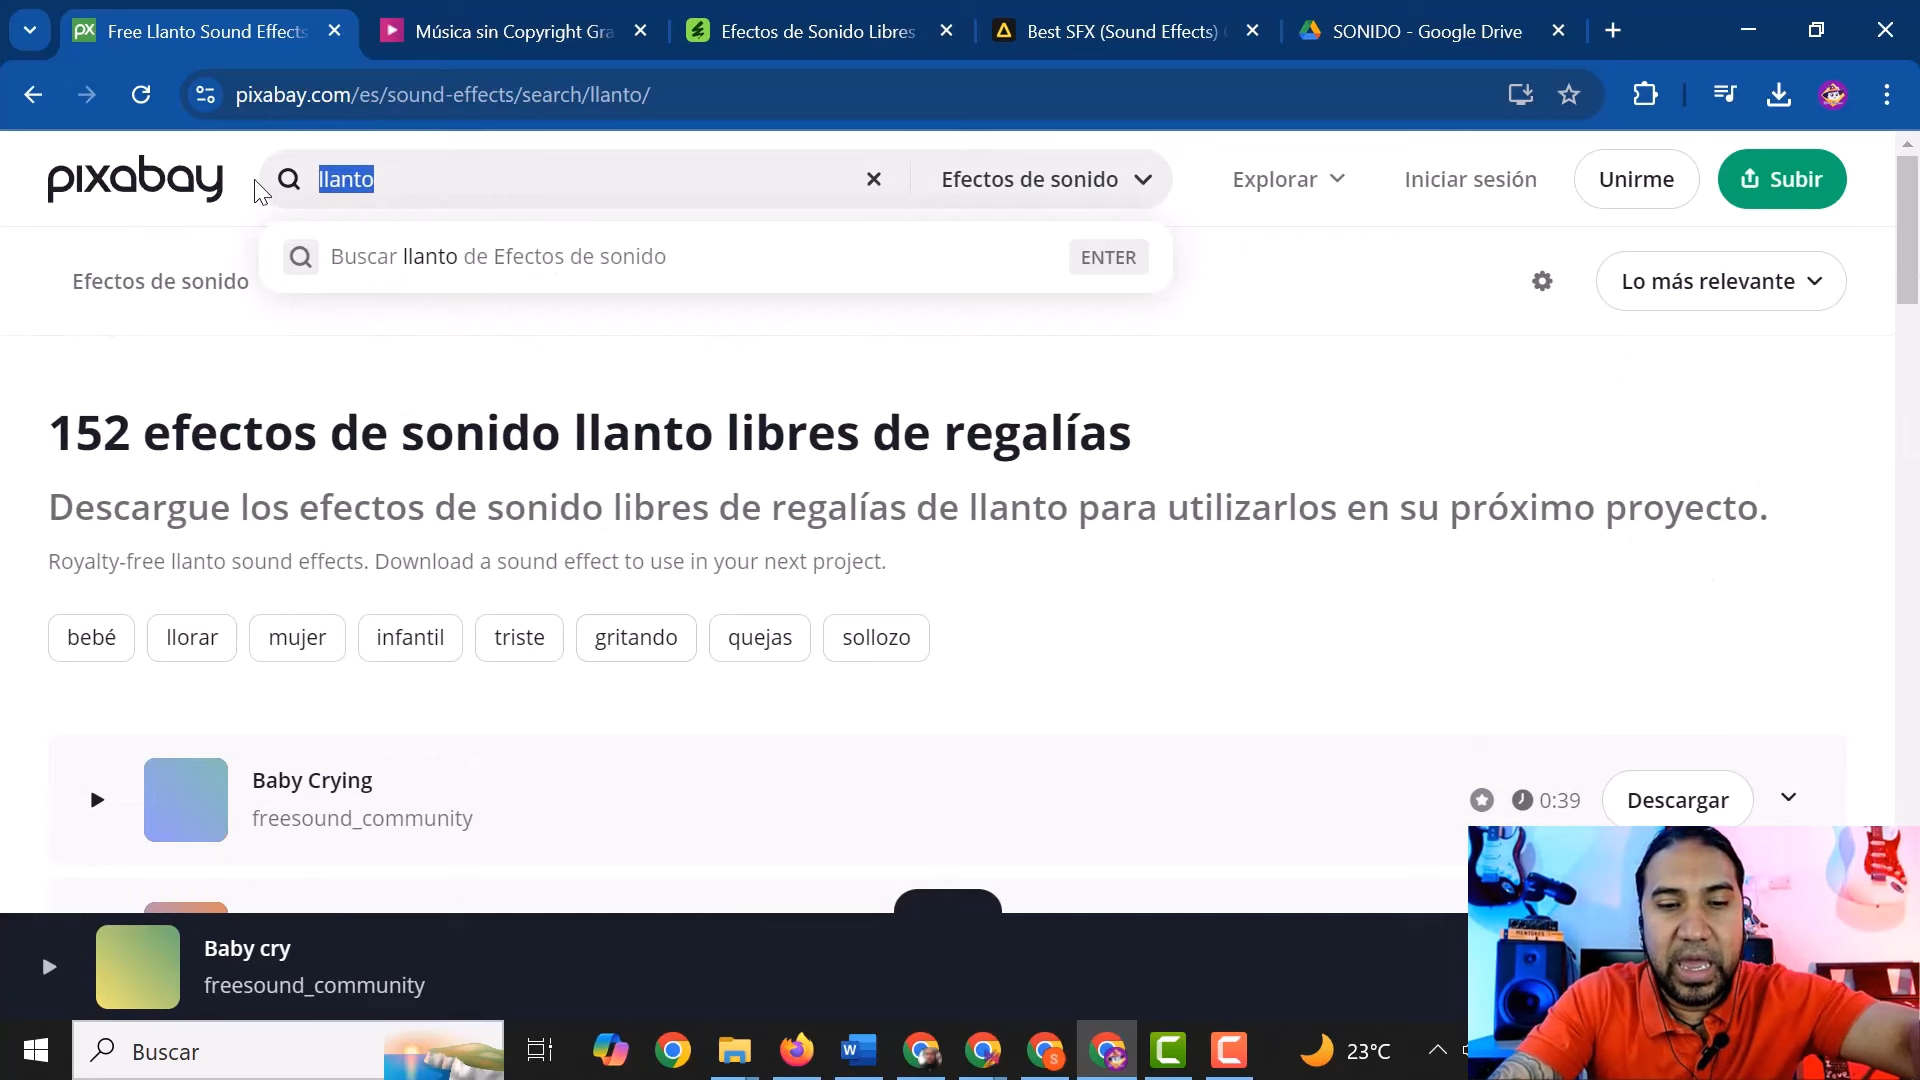 Free Llanto Sound Effects
Música sin Copyright Gra
Efectos de Sonido Libres
Best SFX (Sound Effects)
SONIDO - Google Drive
pixabay.com/es/sound-effects/search/llanto/
pixabay
llanto
Efectos de sonido
Explorar
Iniciar sesión
Unirme
Subir
Buscar llanto de Efectos de sonido
ENTER
Efectos de sonido
Lo más relevante
152 efectos de sonido llanto libres de regalías
Descargue los efectos de sonido libres de regalías de llanto para utilizarlos en su próximo proyecto.
Royalty-free llanto sound effects. Download a sound effect to use in your next project.
bebé
llorar
mujer
infantil
triste
gritando
quejas
sollozo
Baby Crying
freesound_community
0:39
Descargar
Baby cry
freesound_community
Buscar
23°C